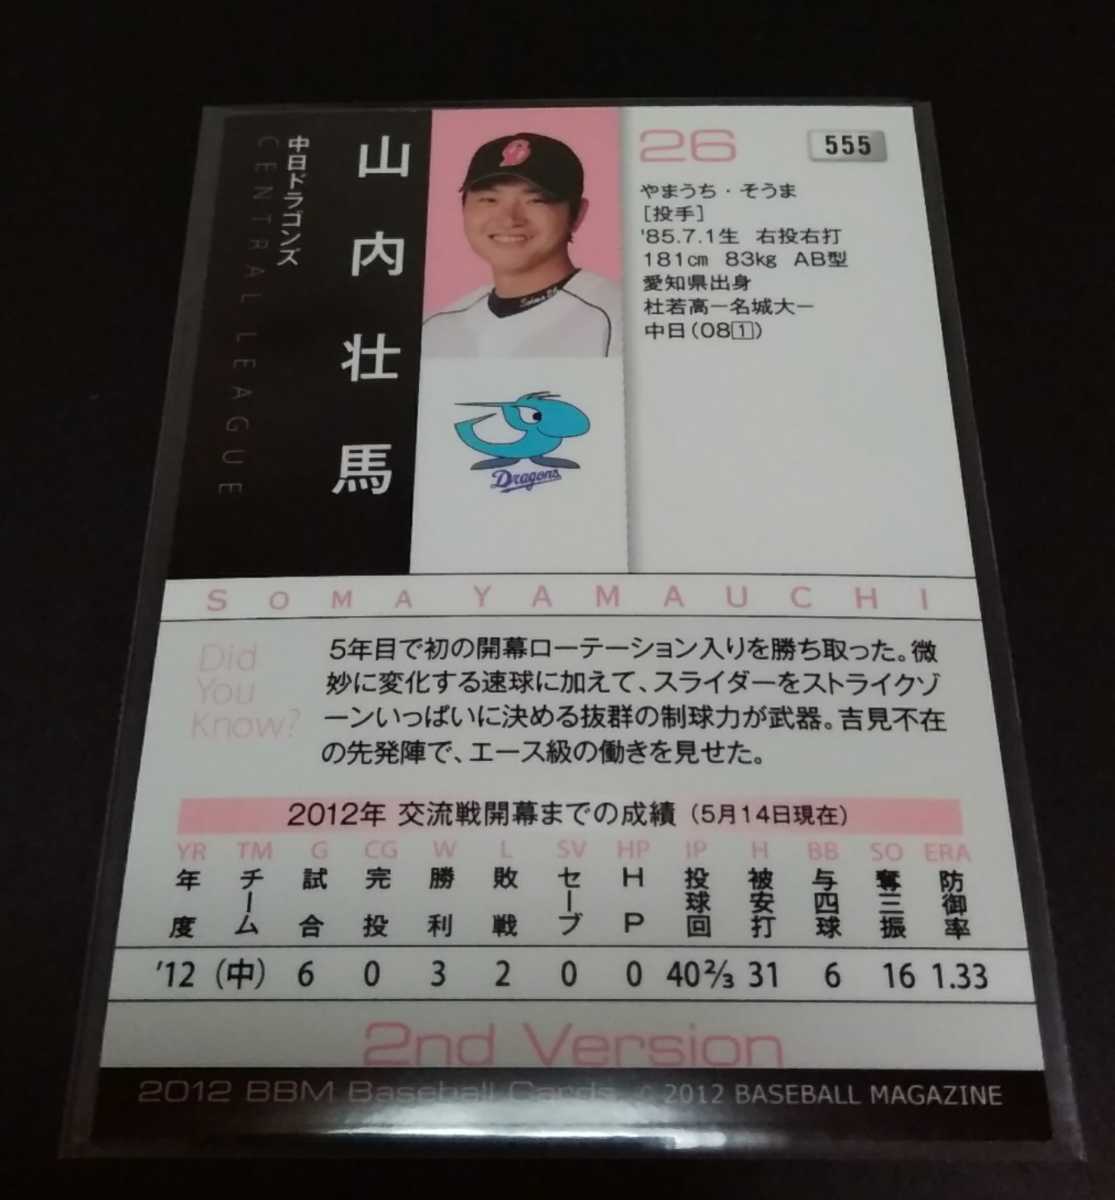 山内壮馬
中日ドラゴンズ
CENTRAL LEAGUE
26
555
やまうち・そうま
[投手]
'85.7.1生 右投右打
181cm 83kg AB型
愛知県出身
杜若高ー名城大ー
中日(08①)
Dragons
SOMA YAMAUCHI
Did
You
Know?
5年目で初の開幕ローテーション入りを勝ち取った。微
妙に変化する速球に加えて、スライダーをストライクゾ
ーンいっぱいに決める抜群の制球力が武器。吉見不在
の先発陣で、エース級の働きを見せた。
2012年 交流戦開幕までの成績(5月14日現在)
YR TM G CG W L SV HP IP H BB SO ERA
年度 チーム 試合 完投 勝利 敗戦 セーブ HP 投球回 被安打 与四球 奪三振 防御率
'12 (中) 6 0 3 2 0 0 40⅔ 31 6 16 1.33
2nd Version
2012 BBM Baseball Cards © 2012 BASEBALL MAGAZINE